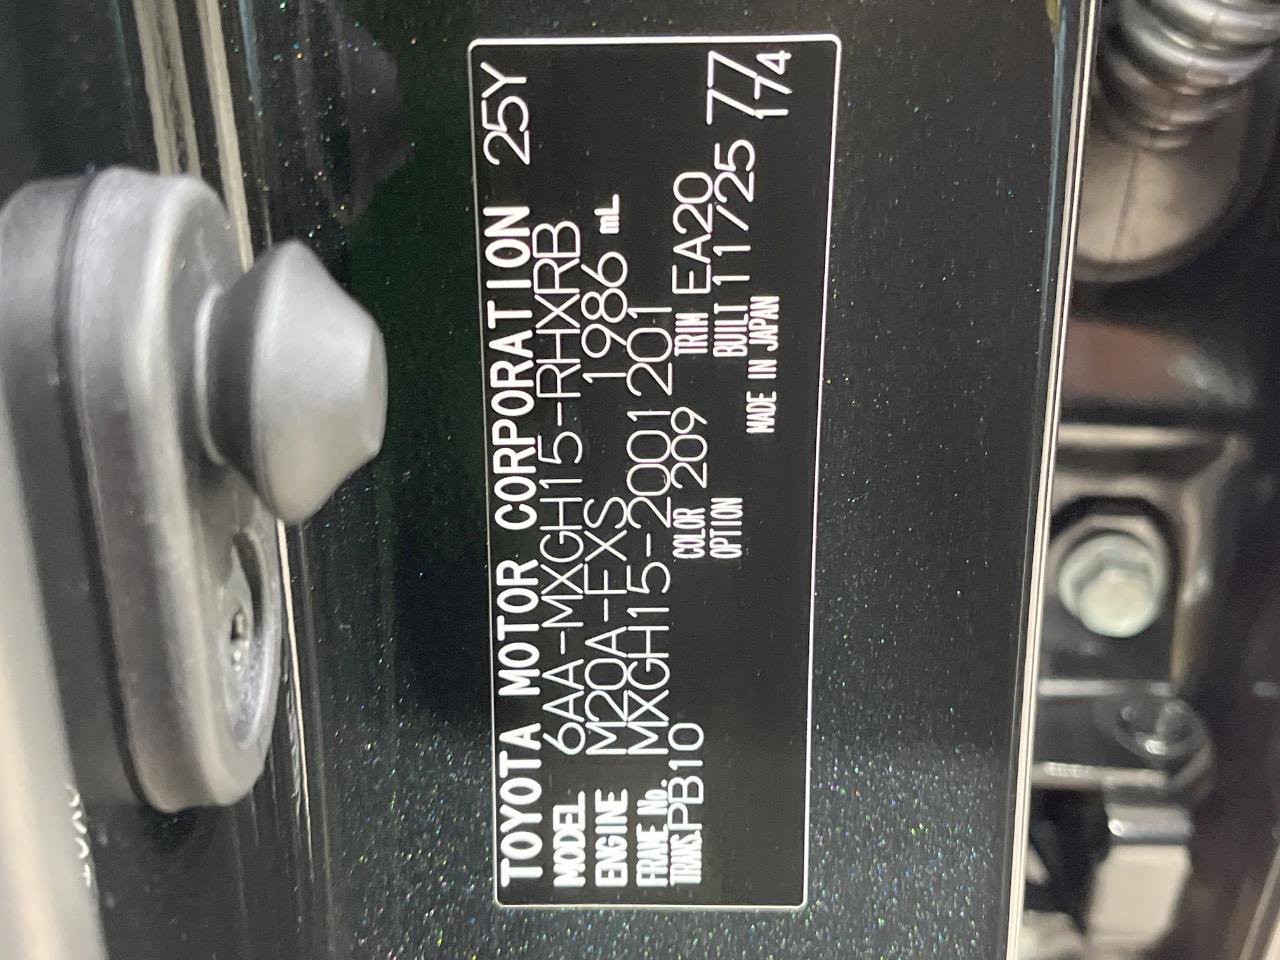 TOYOTA MOTOR CORPORATION 25Y
MODEL 6AA-MXGH15-RHXRB
ENGINE M20A-FXS 1986 mL
FRAME No. MXGH15-2001201
TRANS. PB10 COLOR 209 TRIM EA20
OPTION BUILT 11/25 77
MADE IN JAPAN 174